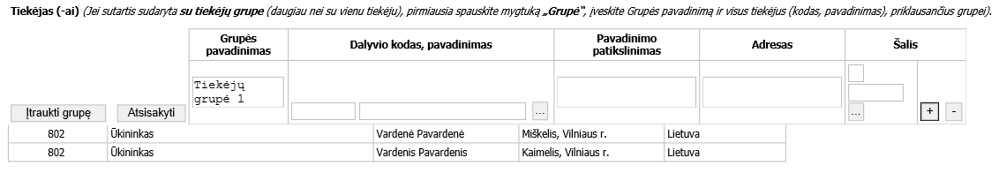 Tiekėjas (-ai) (Jei sutartis sudaryta su tiekėjų grupe (daugiau nei su vienu tiekėju), pirmiausia spauskite mygtuką „Grupė“, įveskite Grupės pavadinimą ir visus tiekėjus (kodas, pavadinimas), priklausančius grupei).
Grupės pavadinimas Dalyvio kodas, pavadinimas Pavadinimo patikslinimas Adresas Šalis
Tiekėjų
grupė 1
Įtraukti grupę Atsisakyti ... ... + -
802 Ūkininkas Vardenė Pavardenė Miškelis, Vilniaus r. Lietuva
802 Ūkininkas Vardenis Pavardenis Kaimelis, Vilniaus r. Lietuva